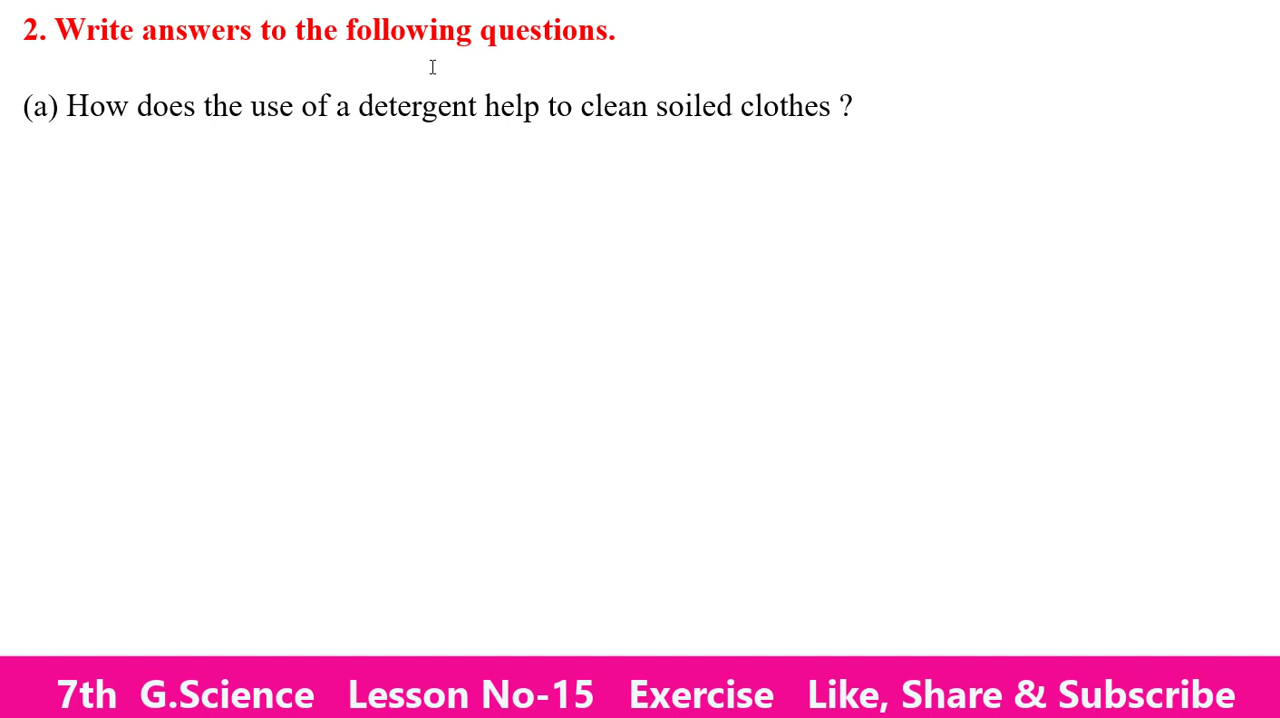 2. Write answers to the following questions.
(a) How does the use of a detergent help to clean soiled clothes ?
7th G.Science Lesson No-15 Exercise Like, Share & Subscribe